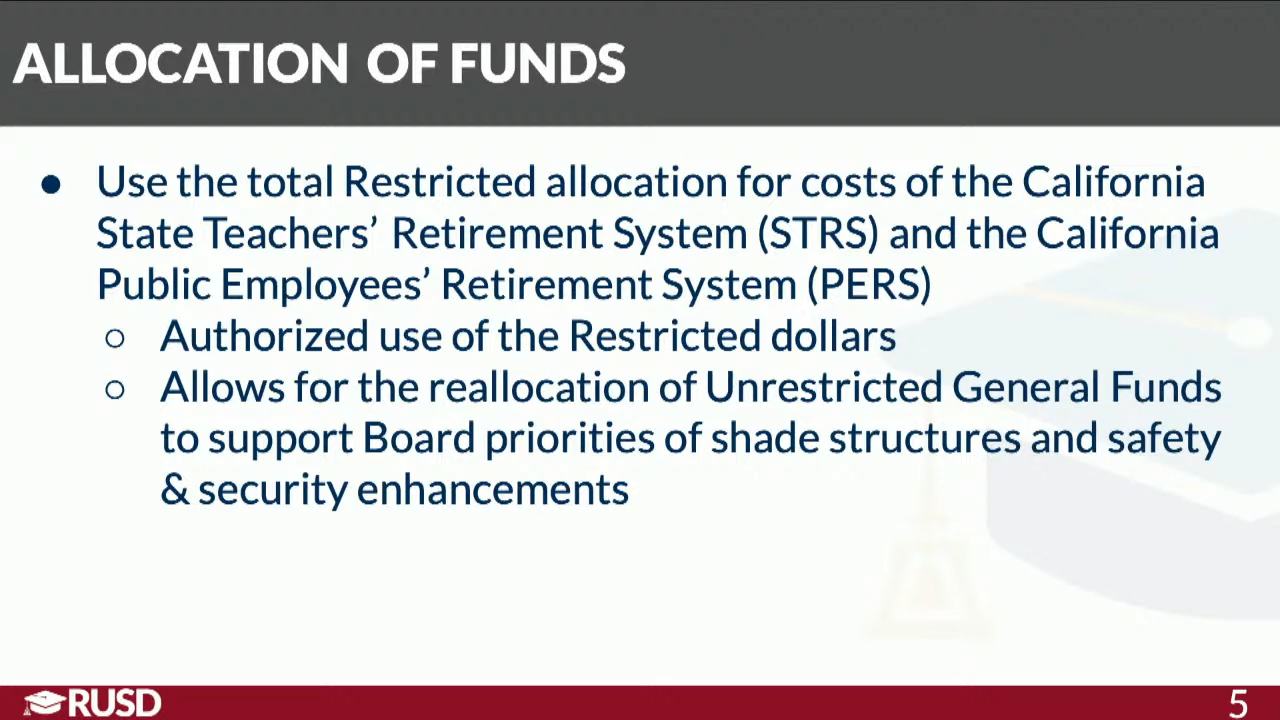 ALLOCATION OF FUNDS
● Use the total Restricted allocation for costs of the California
State Teachers’ Retirement System (STRS) and the California
Public Employees’ Retirement System (PERS)
○ Authorized use of the Restricted dollars
○ Allows for the reallocation of Unrestricted General Funds
to support Board priorities of shade structures and safety
& security enhancements
RUSD
5